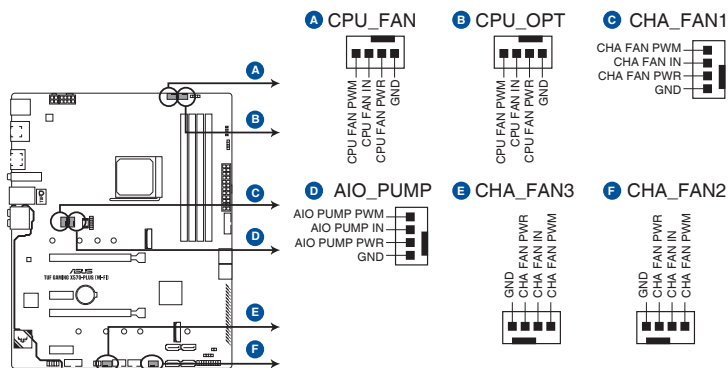 A CPU_FAN
CPU FAN PWM
CPU FAN IN
CPU FAN PWR
GND
B CPU_OPT
CPU FAN PWM
CPU FAN IN
CPU FAN PWR
GND
C CHA_FAN1
CHA FAN PWM
CHA FAN IN
CHA FAN PWR
GND
D AIO_PUMP
AIO PUMP PWM
AIO PUMP IN
AIO PUMP PWR
GND
E CHA_FAN3
GND
CHA FAN PWR
CHA FAN IN
CHA FAN PWM
F CHA_FAN2
GND
CHA FAN PWR
CHA FAN IN
CHA FAN PWM
A
B
C
D
E
F
ASUS
TUF GAMING X570-PLUS (WI-FI)